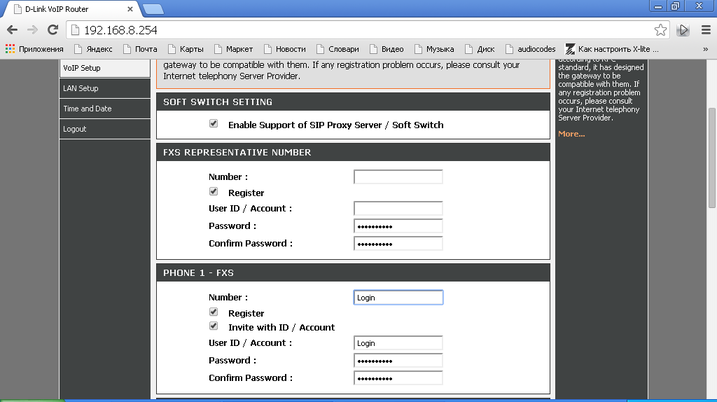 D-Link VoIP Router
192.168.8.254
Приложения Яндекс Почта Карты Маркет Новости Словари Видео Музыка Диск audiocodes Как настроить X-lite ...
VoIP Setup
LAN Setup
Time and Date
Logout
gateway to be compatible with them. If any registration problem occurs, please consult your
Internet telephony Server Provider.
SOFT SWITCH SETTING
Enable Support of SIP Proxy Server / Soft Switch
FXS REPRESENTATIVE NUMBER
Number :
Register
User ID / Account :
Password : ••••••••••
Confirm Password : ••••••••••
PHONE 1 - FXS
Number : Login
Register
Invite with ID / Account
User ID / Account : Login
Password : ••••••••••
Confirm Password : ••••••••••
standard, it has designed
the gateway to be
compatible with them. If
any registration problem
occurs, please consult
your Internet telephony
Server Provider.
More...